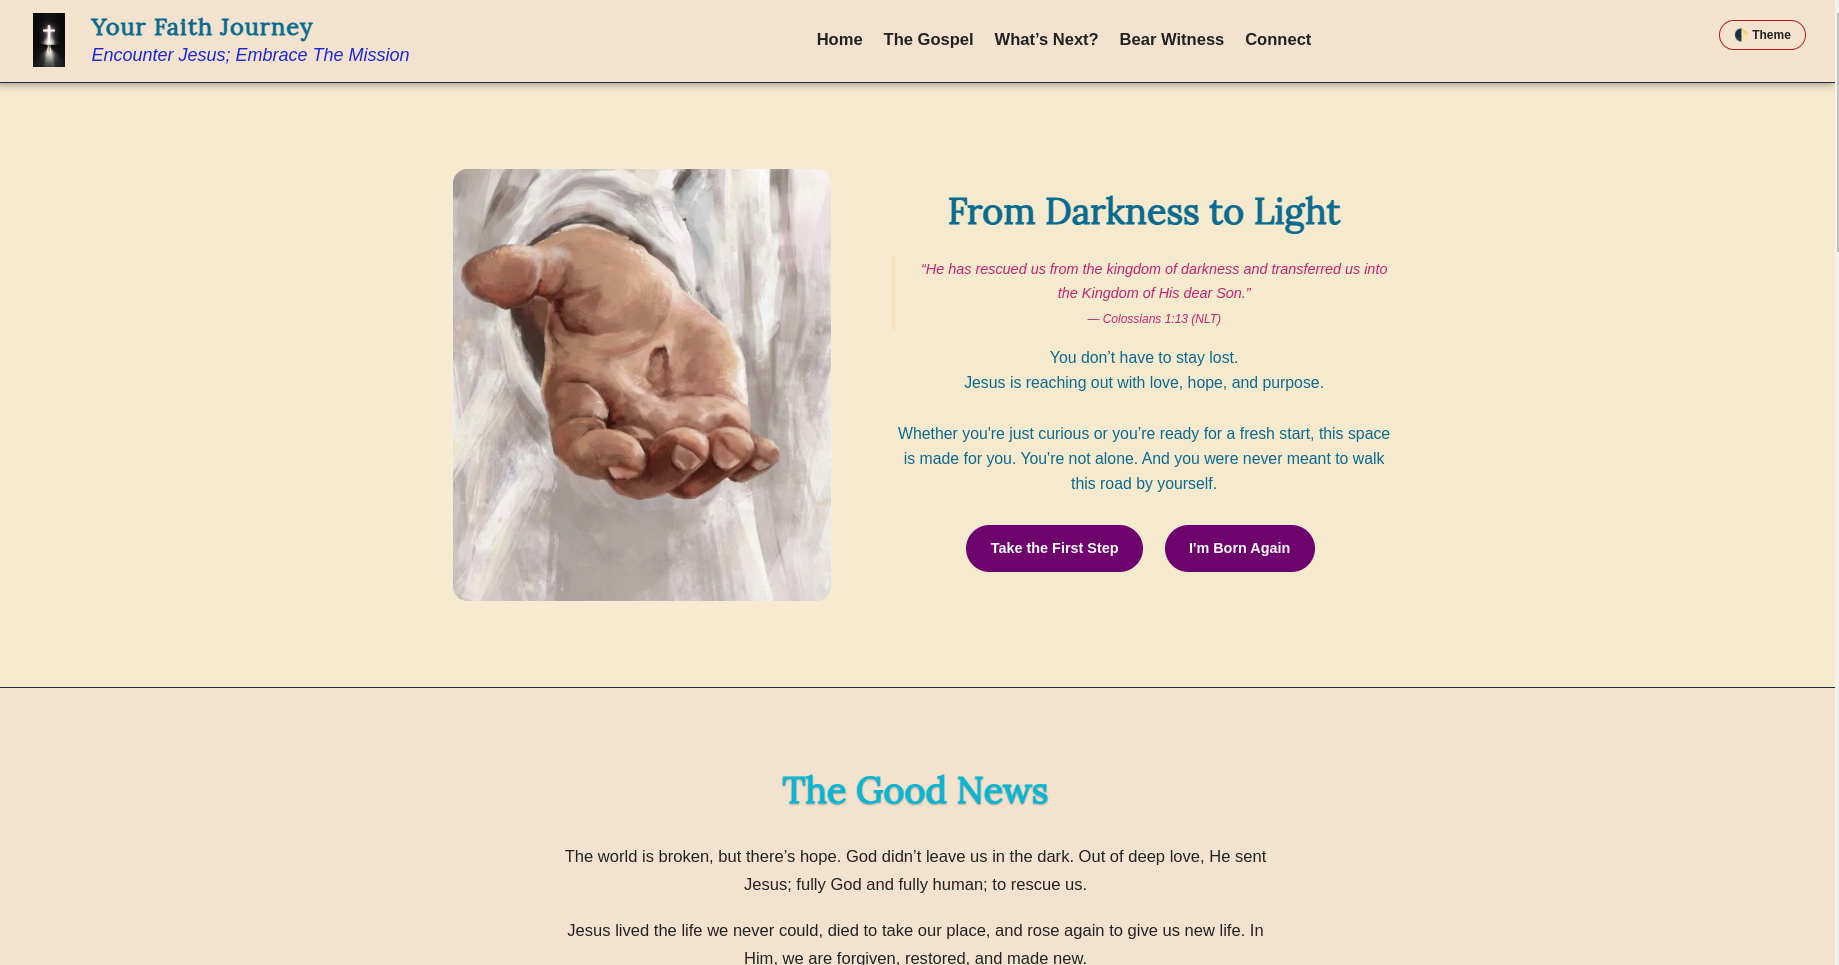 Your Faith Journey
Encounter Jesus; Embrace The Mission
Home The Gospel What’s Next? Bear Witness Connect
Theme
From Darkness to Light
“He has rescued us from the kingdom of darkness and transferred us into
the Kingdom of His dear Son.”
— Colossians 1:13 (NLT)
You don’t have to stay lost.
Jesus is reaching out with love, hope, and purpose.
Whether you're just curious or you’re ready for a fresh start, this space
is made for you. You're not alone. And you were never meant to walk
this road by yourself.
Take the First Step
I'm Born Again
The Good News
The world is broken, but there’s hope. God didn’t leave us in the dark. Out of deep love, He sent
Jesus; fully God and fully human; to rescue us.
Jesus lived the life we never could, died to take our place, and rose again to give us new life. In
Him, we are forgiven, restored, and made new.